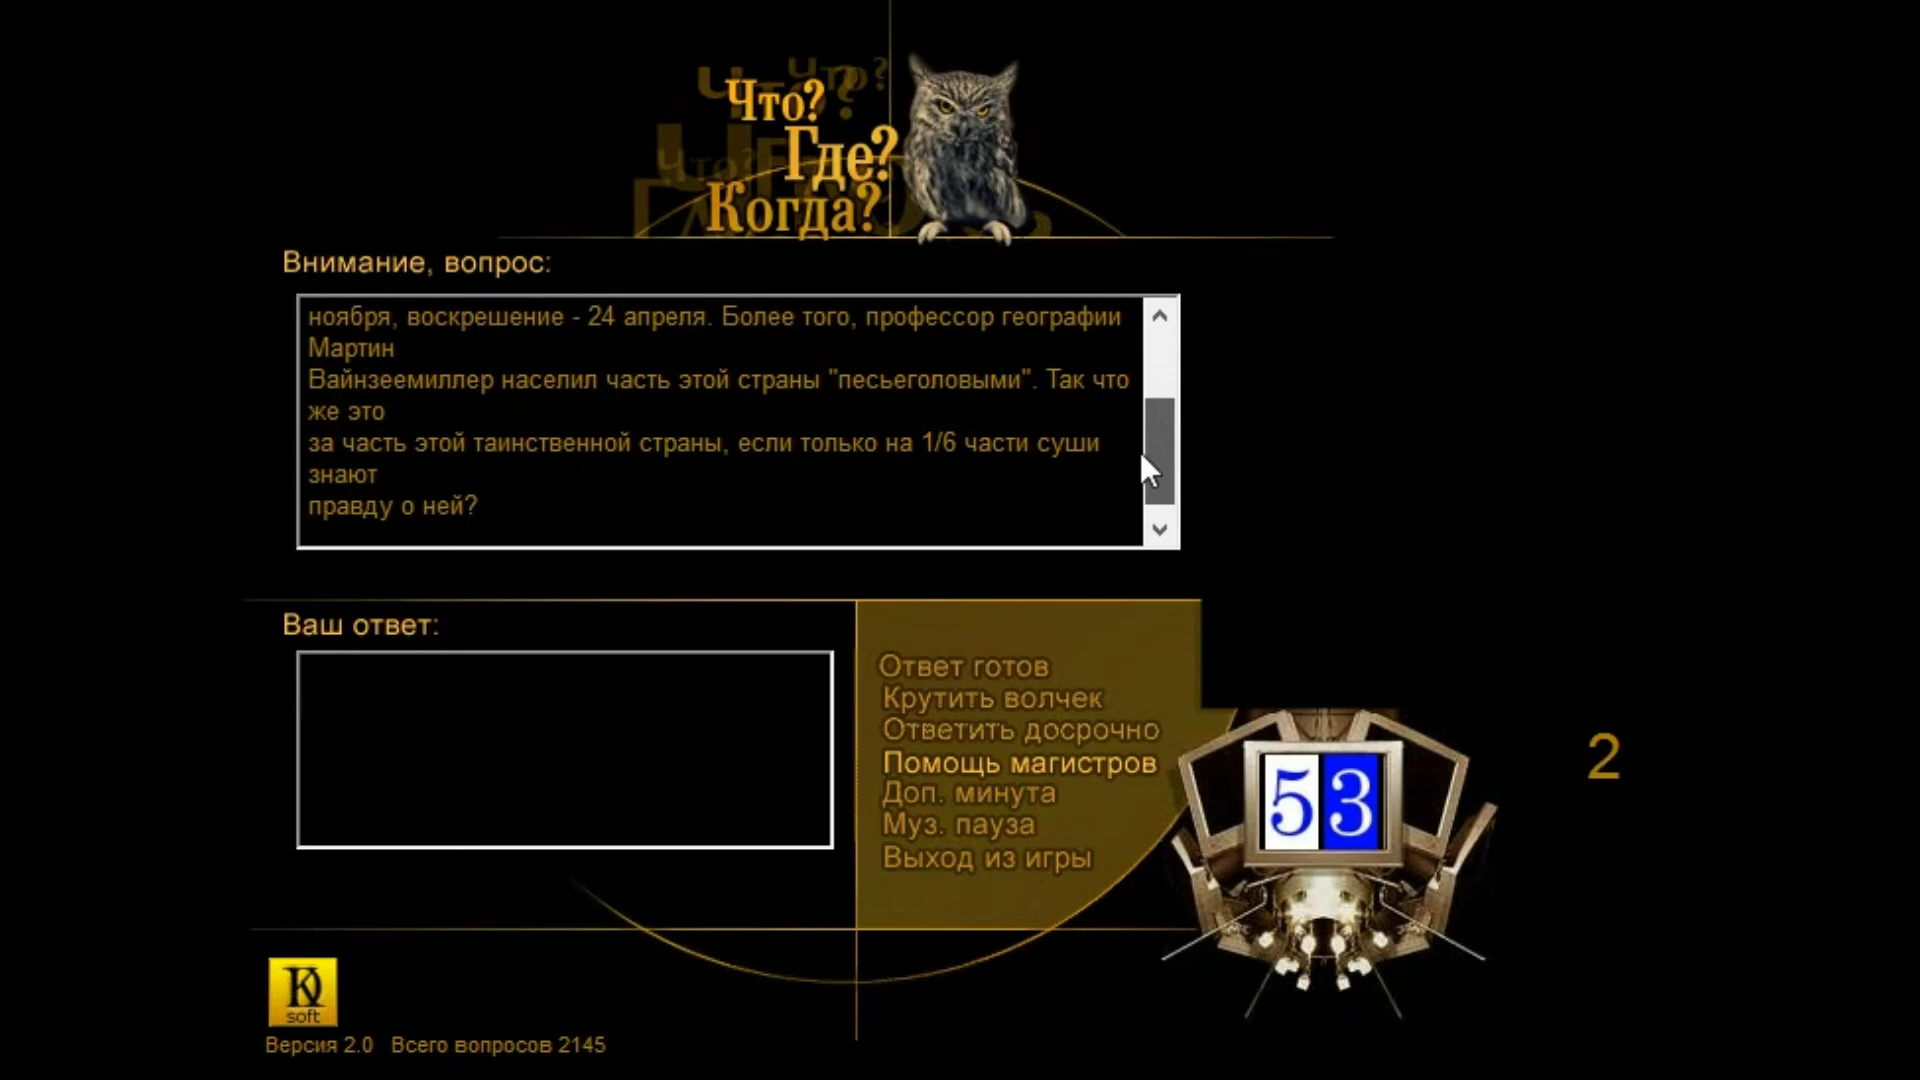 Что?
Где?
Когда?
Внимание, вопрос:
ноября, воскрешение - 24 апреля. Более того, профессор географии
Мартин
Вайнзеемиллер населил часть этой страны "песьеголовыми". Так что
же это
за часть этой таинственной страны, если только на 1/6 части суши
знают
правду о ней?
Ваш ответ:
Ответ готов
Крутить волчек
Ответить досрочно
Помощь магистров
Доп. минута
Муз. пауза
Выход из игры
53
2
soft
Версия 2.0 Всего вопросов 2145